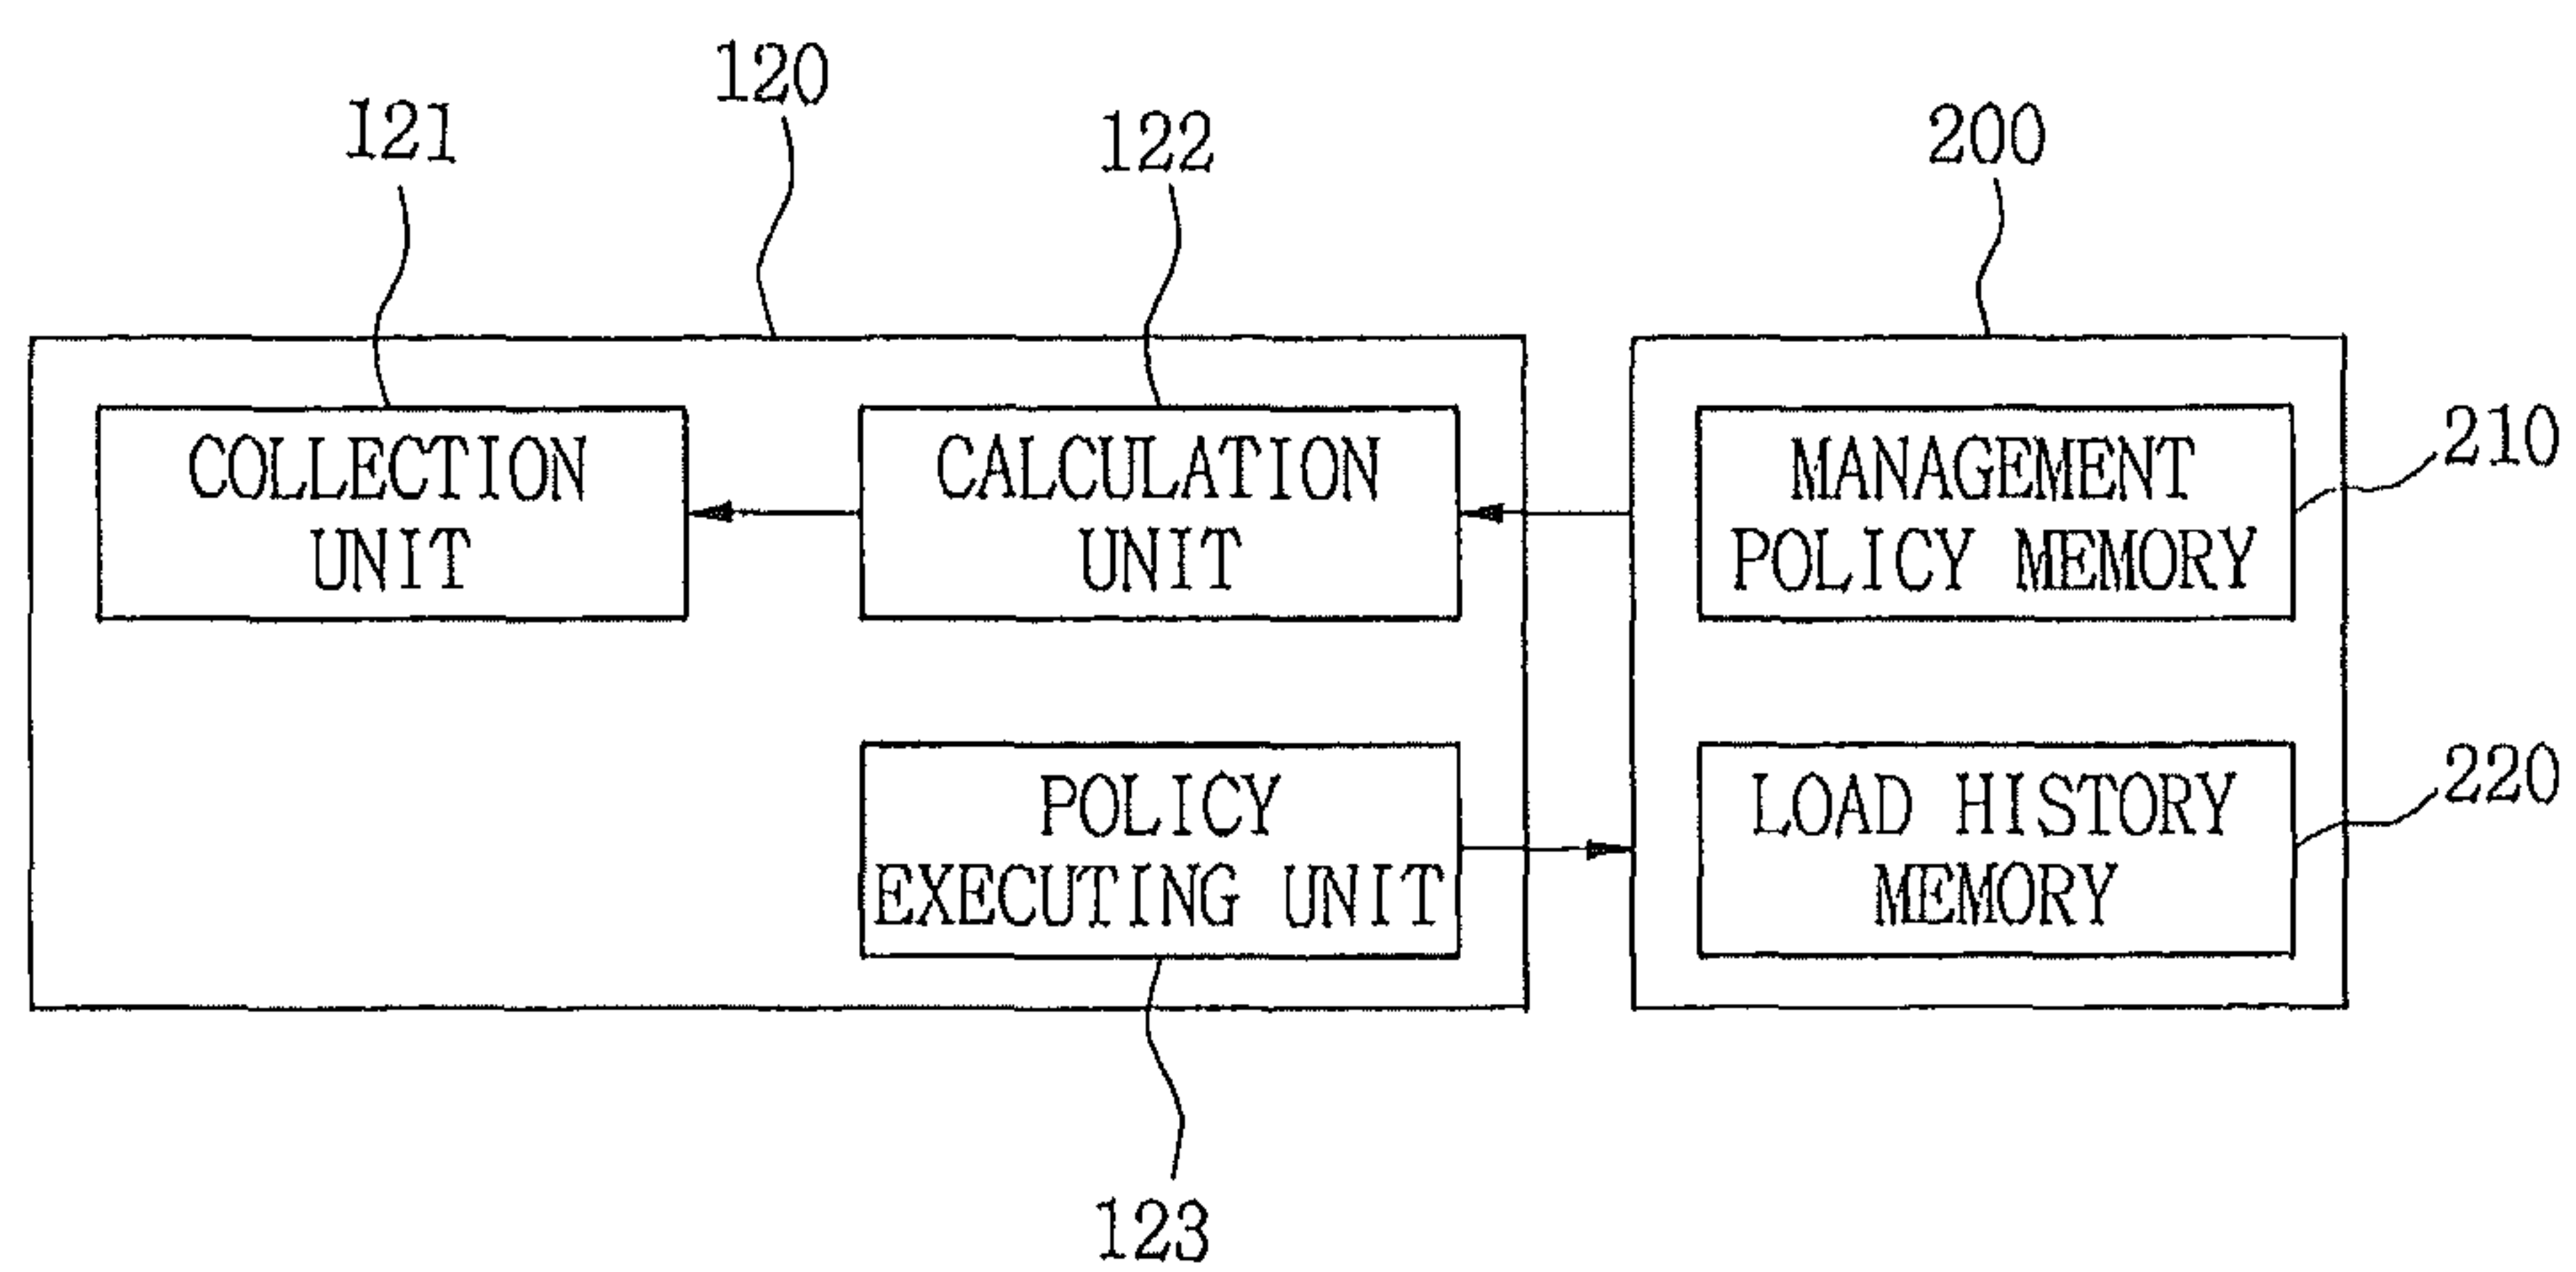 120
121
122
200
COLLECTION
UNIT
CALCULATION
UNIT
MANAGEMENT
POLICY MEMORY
210
POLICY
EXECUTING UNIT
LOAD HISTORY
MEMORY
220
123